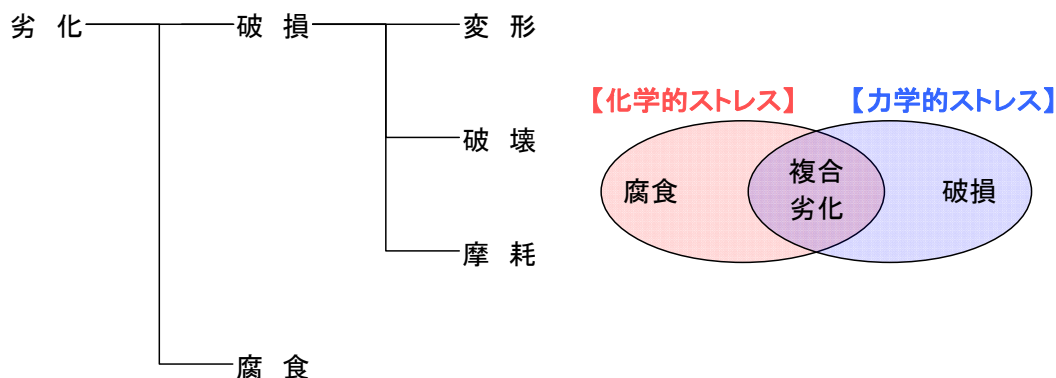 劣化
破損
変形
破壊
摩耗
腐食
【化学的ストレス】
【力学的ストレス】
腐食
複合
劣化
破損